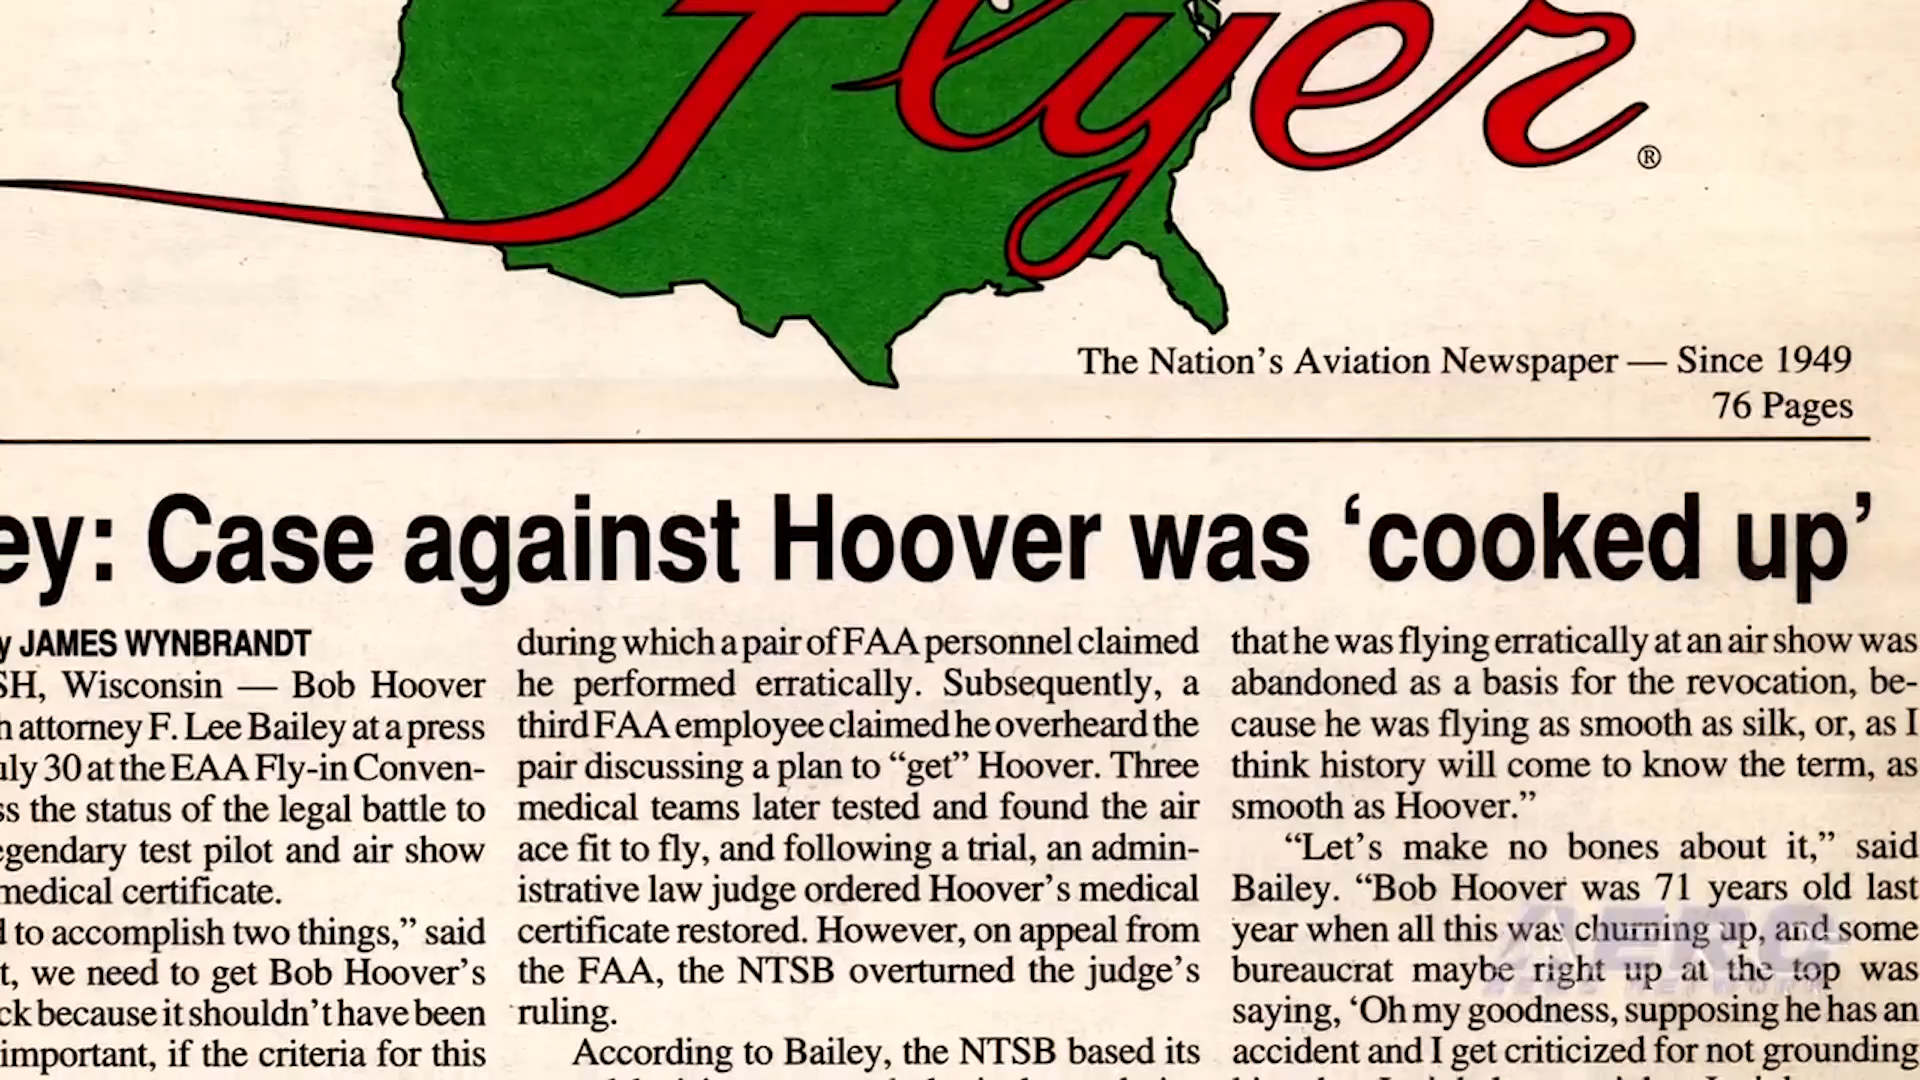 Flyer®
The Nation's Aviation Newspaper — Since 1949
76 Pages
ey: Case against Hoover was 'cooked up'
y JAMES WYNBRANDT
SH, Wisconsin — Bob Hoover
h attorney F. Lee Bailey at a press
uly 30 at the EAA Fly-in Conven-
ss the status of the legal battle to
egendary test pilot and air show
medical certificate.
d to accomplish two things," said
t, we need to get Bob Hoover's
ck because it shouldn't have been
important, if the criteria for this
during which a pair of FAA personnel claimed
he performed erratically. Subsequently, a
third FAA employee claimed he overheard the
pair discussing a plan to "get" Hoover. Three
medical teams later tested and found the air
ace fit to fly, and following a trial, an admin-
istrative law judge ordered Hoover's medical
certificate restored. However, on appeal from
the FAA, the NTSB overturned the judge's
ruling.
According to Bailey, the NTSB based its
that he was flying erratically at an air show was
abandoned as a basis for the revocation, be-
cause he was flying as smooth as silk, or, as I
think history will come to know the term, as
smooth as Hoover."
"Let's make no bones about it," said
Bailey. "Bob Hoover was 71 years old last
year when all this was churning up, and some
bureaucrat maybe right up at the top was
saying, 'Oh my goodness, supposing he has an
accident and I get criticized for not grounding
AERO